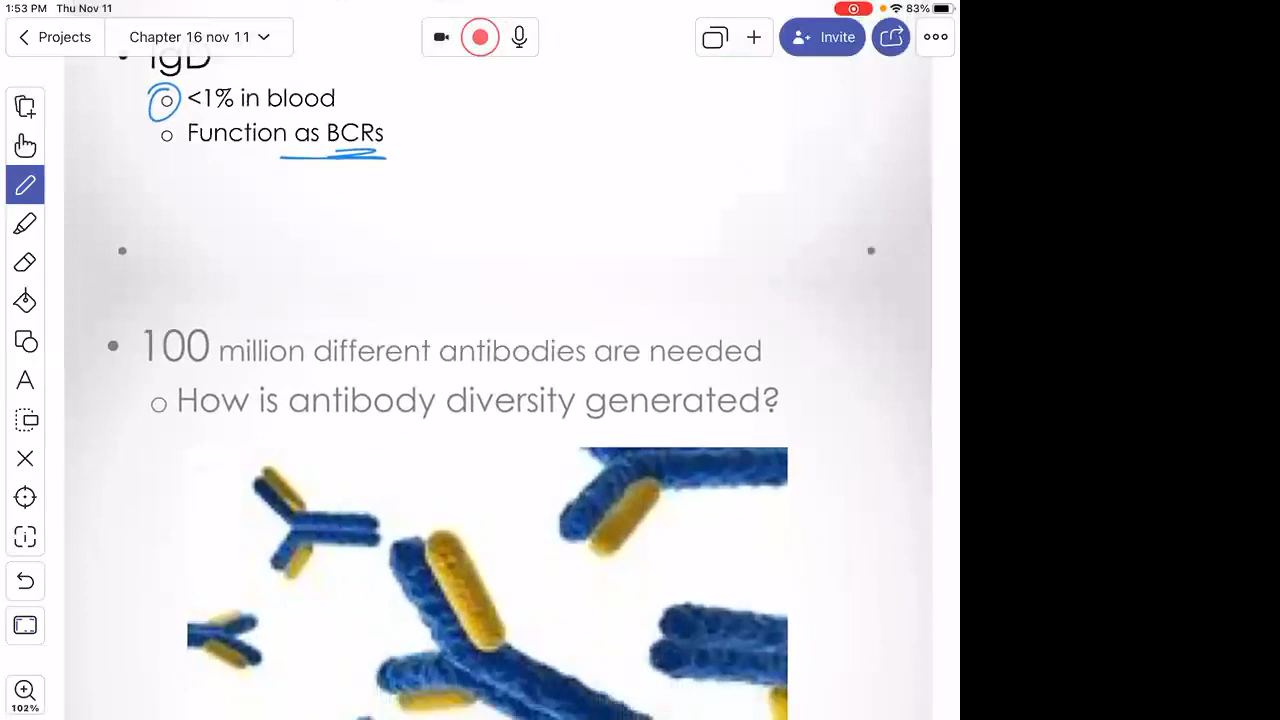 1:53 PM Thu Nov 11
83%
Projects
Chapter 16 nov 11
Invite
IgD
<1% in blood
Function as BCRs
100 million different antibodies are needed
How is antibody diversity generated?
A
102%